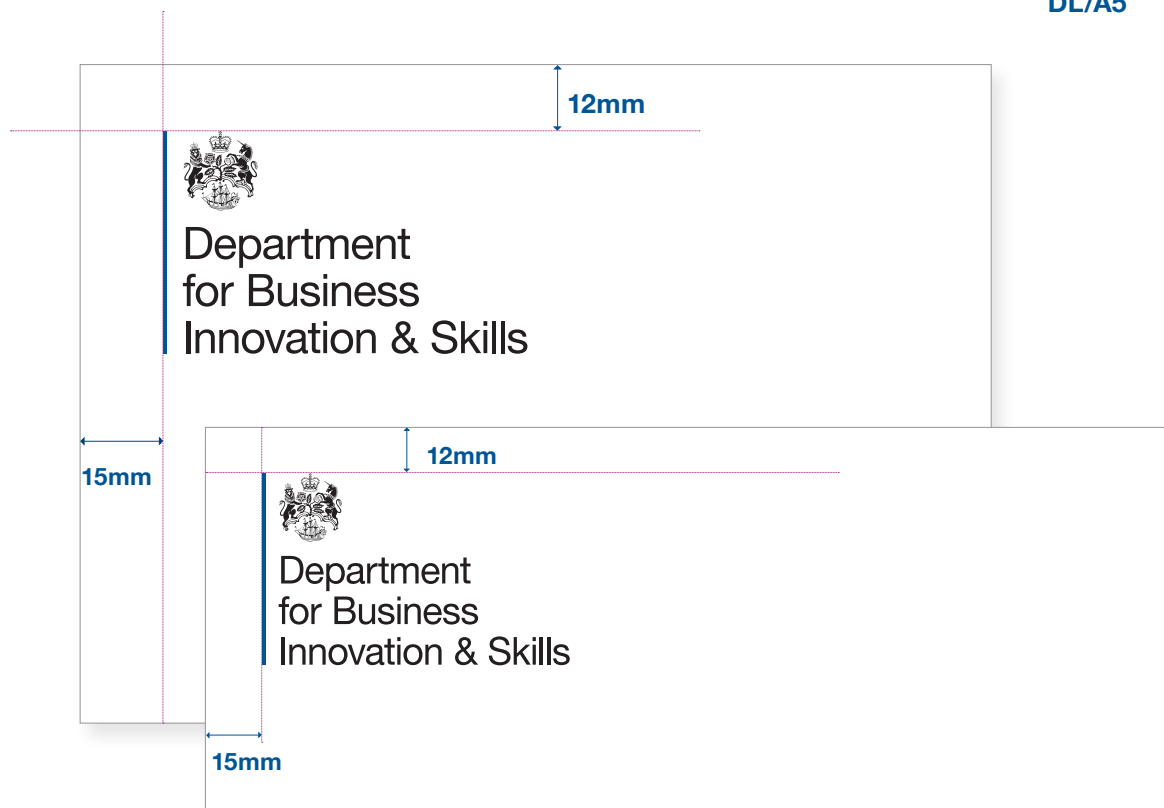 DL/A5
12mm
Department
for Business
Innovation & Skills
15mm
12mm
Department
for Business
Innovation & Skills
15mm